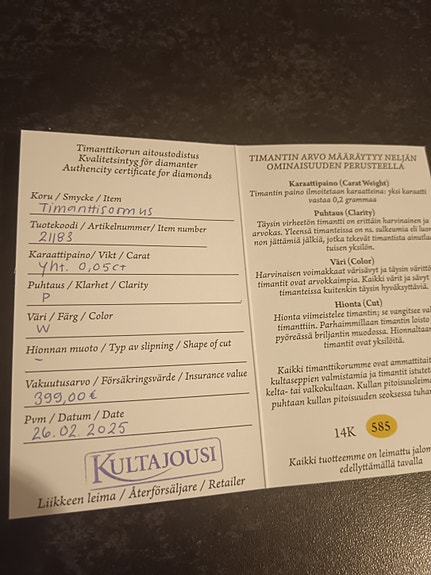 Timanttikorun aitoustodistus
Kvalitetsintyg för diamanter
Authencity certificate for diamonds
Koru / Smycke / Item
Timanttisormus
Tuotekoodi / Artikelnummer/ Item number
21183
Karaattipaino/ Vikt / Carat
yht. 0,05ct
Puhtaus / Klarhet / Clarity
P
Väri / Färg / Color
W
Hionnan muoto / Typ av slipning / Shape of cut
-
Vakuutusarvo / Försäkringsvärde / Insurance value
399,00 €
Pvm / Datum / Date
26.02.2025
KULTAJOUSI
Liikkeen leima / Återförsäljare / Retailer
TIMANTIN ARVO MÄÄRÄYTYY NELJÄN
OMINAISUUDEN PERUSTEELLA
Karaattipaino (Carat Weight)
Timantin paino ilmoitetaan karaatteina: yksi karaatti
vastaa 0,2 grammaa
Puhtaus (Clarity)
Täysin virheetön timantti on erittäin harvinainen ja
arvokas. Yleensä timanteissa on ns. sulkeumia eli luon
non jättämiä jälkiä, jotka tekevät timantista ainutla
tuisen yksilön.
Väri (Color)
Harvinaisen voimakkaat värisävyt ja täysin värittö
timantit ovat arvokkaimpia. Kaikki värit ja sävyt
timanteissa kuitenkin täysin hyväksyttäviä.
Hionta (Cut)
Hionta viimeistelee timantin; se vangitsee val
timanttiin. Parhaimmillaan timantin loisto
pyöreässä briljantin muodossa. Hionnaltaan
timantit ovat yksilöitä.
Kaikki timanttikorumme ovat ammattitait
kultaseppien valmistamia ja timantit istutet
kelta- tai valkokultaan. Kullan pitoisuusleima
puhtaan kullan pitoisuuden seoksessa tuhan
14K 585
Kaikki tuotteemme on leimattu jalom
edellyttämällä tavalla